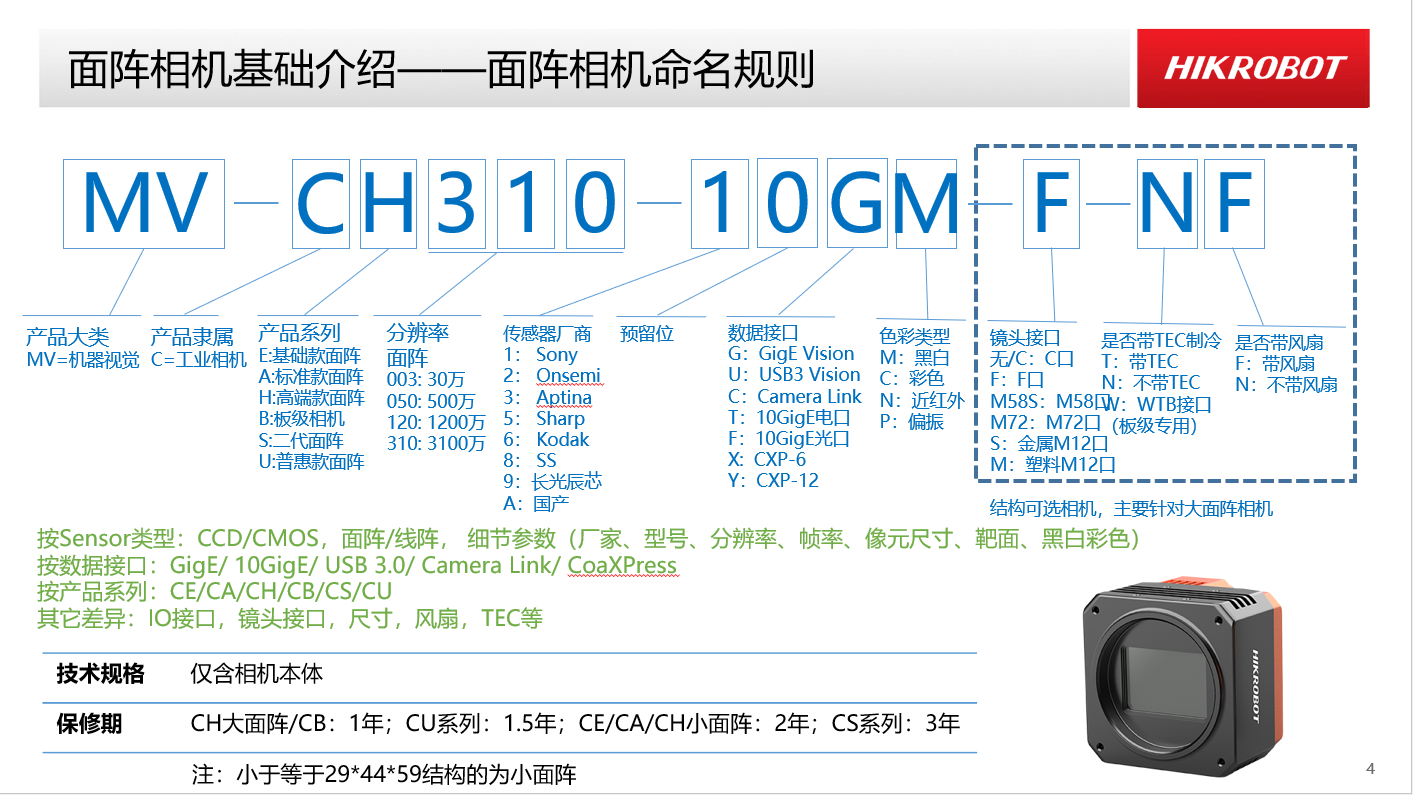 面阵相机基础介绍——面阵相机命名规则
HIKROBOT
MV — CH310 — 10GM — F — NF
产品大类
MV=机器视觉
产品隶属
C=工业相机
产品系列
E:基础款面阵
A:标准款面阵
H:高端款面阵
B:板级相机
S:二代面阵
U:普惠款面阵
分辨率
面阵
003: 30万
050: 500万
120: 1200万
310: 3100万
传感器厂商
1： Sony
2： Onsemi
3： Aptina
5： Sharp
6： Kodak
8： SS
9：长光辰芯
A：国产
预留位
数据接口
G：GigE Vision
U：USB3 Vision
C：Camera Link
T：10GigE电口
F：10GigE光口
X：CXP-6
Y：CXP-12
色彩类型
M：黑白
C：彩色
N：近红外
P：偏振
镜头接口
无/C：C口
F：F口
M58S：M58口
M72：M72口
S：金属M12口
M：塑料M12口
是否带TEC制冷
T：带TEC
N：不带TEC
W：WTB接口
（板级专用）
是否带风扇
F：带风扇
N：不带风扇
结构可选相机，主要针对大面阵相机
按Sensor类型：CCD/CMOS，面阵/线阵， 细节参数（厂家、型号、分辨率、帧率、像元尺寸、靶面、黑白彩色）
按数据接口：GigE/ 10GigE/ USB 3.0/ Camera Link/ CoaXPress
按产品系列：CE/CA/CH/CB/CS/CU
其它差异：IO接口，镜头接口，尺寸，风扇，TEC等
技术规格 仅含相机本体
保修期 CH大面阵/CB：1年；CU系列：1.5年；CE/CA/CH小面阵：2年；CS系列：3年
注：小于等于29*44*59结构的为小面阵
HIKROBOT
4